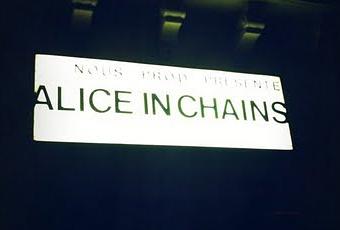 NOUS PROD PRESENTE
ALICE IN CHAINS